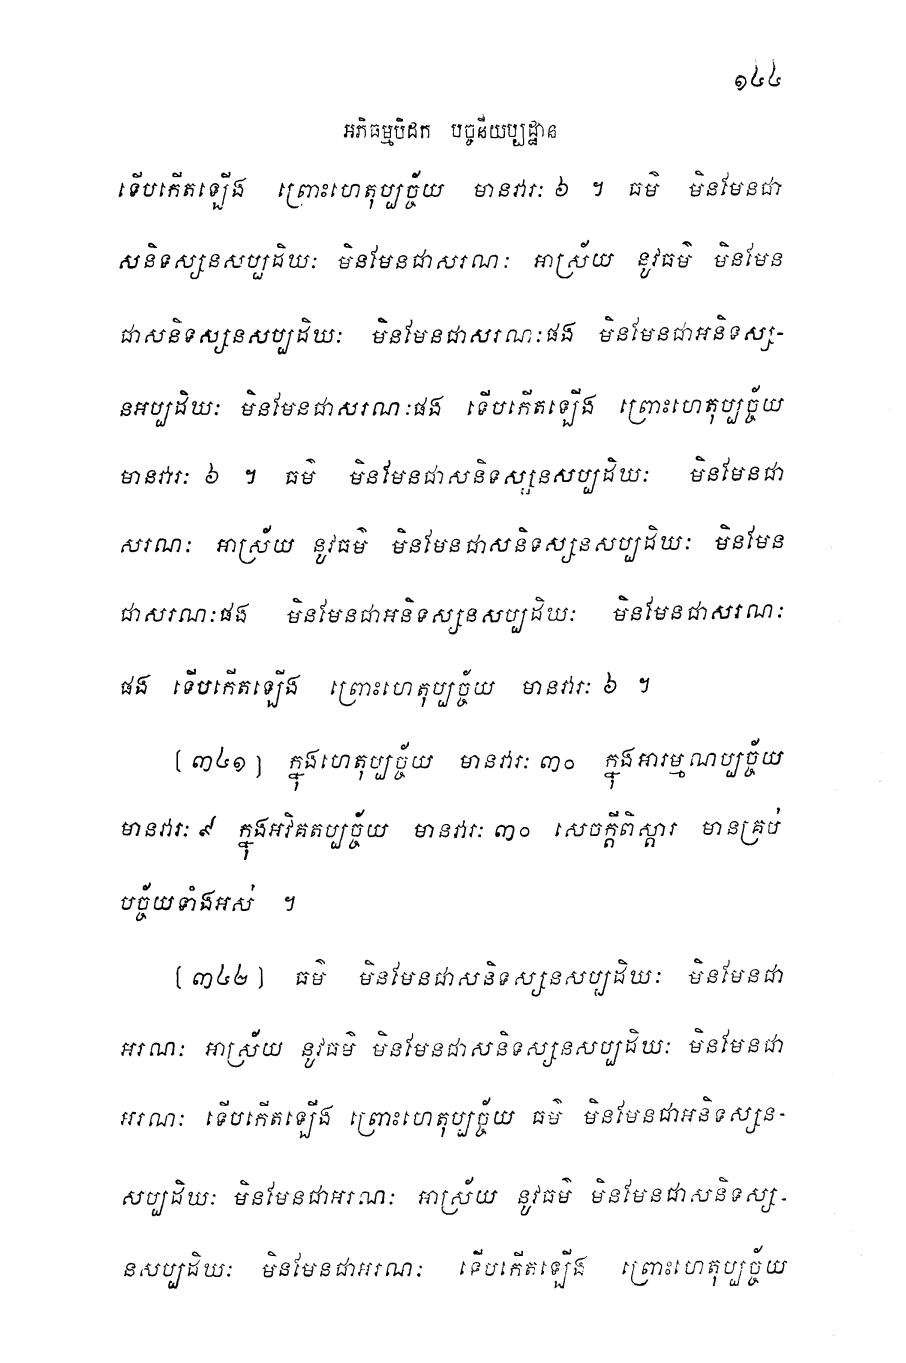 ១៤៤
អភិធម្មបិដក បច្ចនីយប្បដ្ឋាន
ទើបកើតឡើង ព្រោះហេតុប្បច្ច័យ មានវារៈ ៦ ។ ធម៌ មិនមែនជា
សនិទស្សនសប្បដិឃៈ មិនមែនជាសរណៈ អាស្រ័យ នូវធម៌ មិនមែន
ជាសនិទស្សនសប្បដិឃៈ មិនមែនជាសរណៈផង មិនមែនជាអនិទស្ស-
នអប្បដិឃៈ មិនមែនជាសរណៈផង ទើបកើតឡើង ព្រោះហេតុប្បច្ច័យ
មានវារៈ ៦ ។ ធម៌ មិនមែនជាសនិទស្សនសប្បដិឃៈ មិនមែនជា
សរណៈ អាស្រ័យ នូវធម៌ មិនមែនជាសនិទស្សនសប្បដិឃៈ មិនមែន
ជាសរណៈផង មិនមែនជាអនិទស្សនសប្បដិឃៈ មិនមែនជាសរណៈ
ផង ទើបកើតឡើង ព្រោះហេតុប្បច្ច័យ មានវារៈ ៦ ។
(៣៤១) ក្នុងហេតុប្បច្ច័យ មានវារៈ ៣០ ក្នុងអារម្មណប្បច្ច័យ
មានវារៈ ៩ ក្នុងអវិគតប្បច្ច័យ មានវារៈ ៣០ សេចក្តីពិស្តារ មានគ្រប់
បច្ច័យទាំងអស់ ។
(៣៤២) ធម៌ មិនមែនជាសនិទស្សនសប្បដិឃៈ មិនមែនជា
អរណៈ អាស្រ័យ នូវធម៌ មិនមែនជាសនិទស្សនសប្បដិឃៈ មិនមែនជា
អរណៈ ទើបកើតឡើង ព្រោះហេតុប្បច្ច័យ ធម៌ មិនមែនជាអនិទស្សន-
សប្បដិឃៈ មិនមែនជាអរណៈ អាស្រ័យ នូវធម៌ មិនមែនជាសនិទស្ស-
នសប្បដិឃៈ មិនមែនជាអរណៈ ទើបកើតឡើង ព្រោះហេតុប្បច្ច័យ